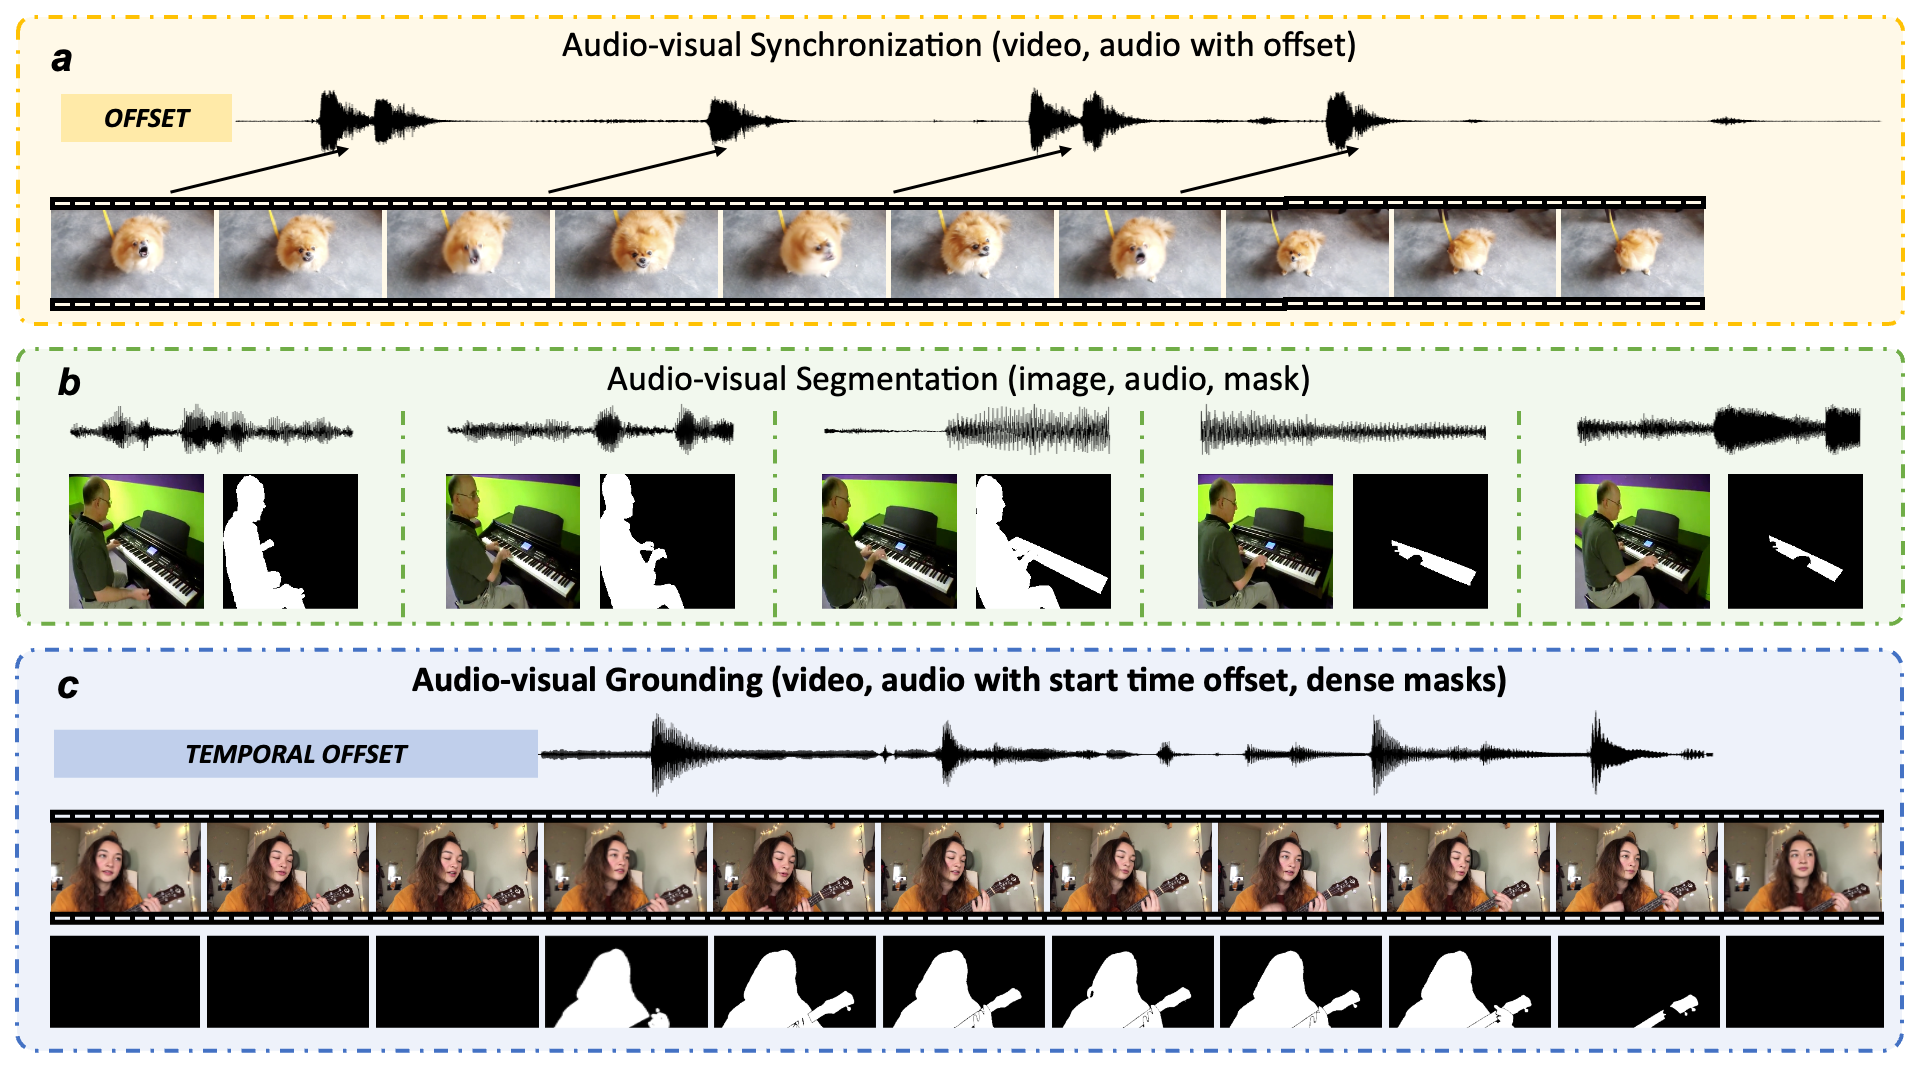 a
Audio-visual Synchronization (video, audio with offset)
OFFSET
b
Audio-visual Segmentation (image, audio, mask)
c
Audio-visual Grounding (video, audio with start time offset, dense masks)
TEMPORAL OFFSET